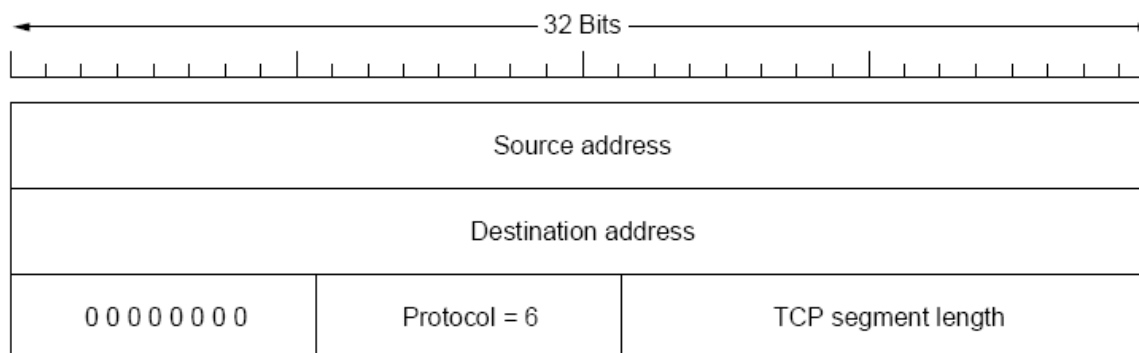 32 Bits
Source address
Destination address
0 0 0 0 0 0 0 0 Protocol = 6 TCP segment length